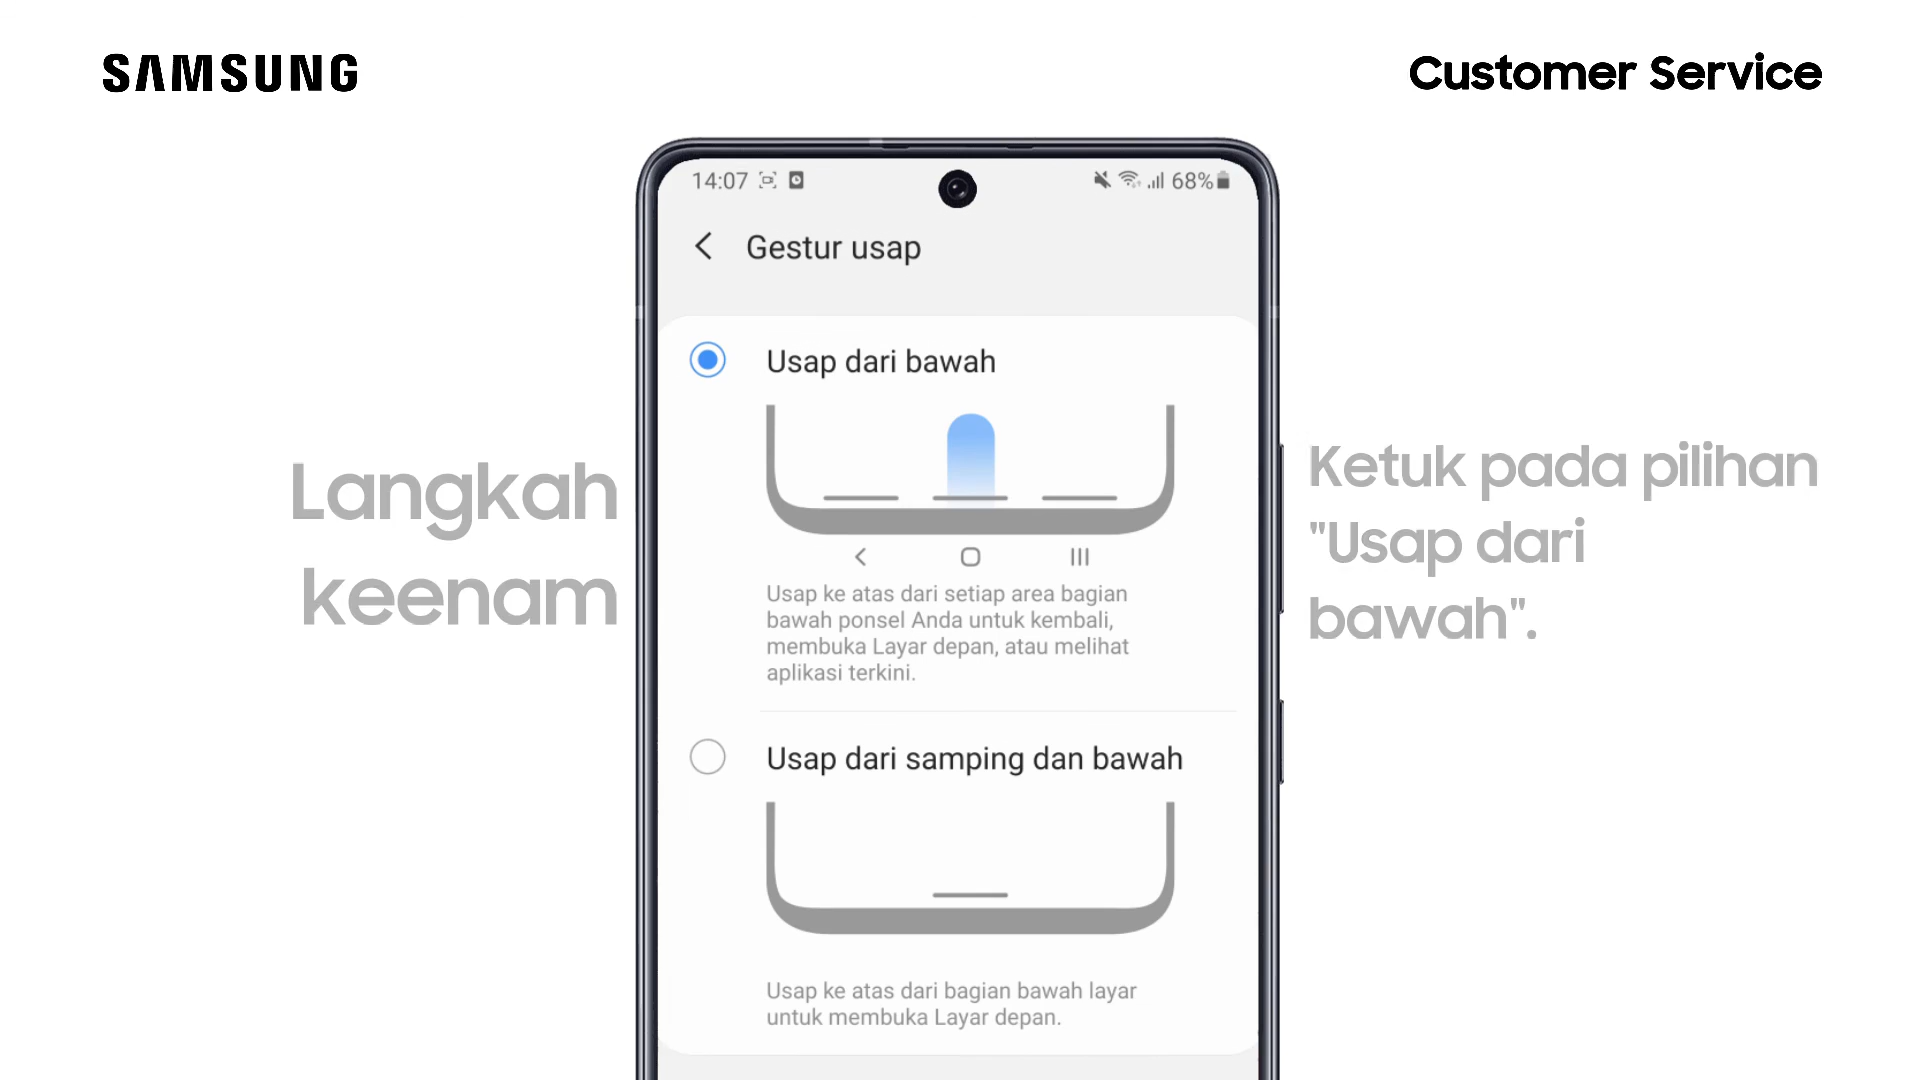 SAMSUNG
Customer Service
14:07
68%
Gestur usap
Usap dari bawah
Usap ke atas dari setiap area bagian
bawah ponsel Anda untuk kembali,
membuka Layar depan, atau melihat
aplikasi terkini.
Usap dari samping dan bawah
Usap ke atas dari bagian bawah layar
untuk membuka Layar depan.
Langkah
keenam
Ketuk pada pilihan
"Usap dari
bawah".